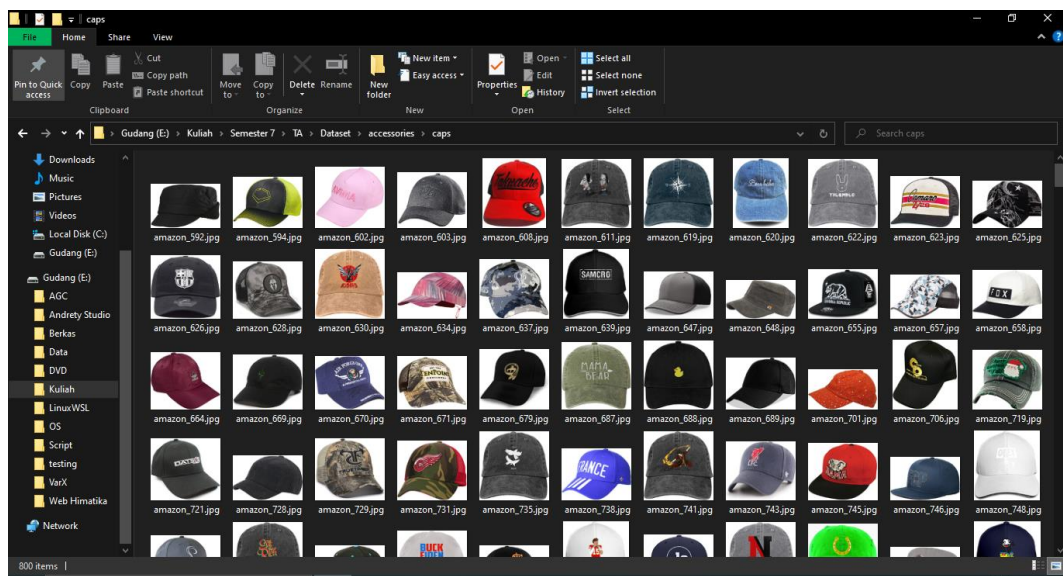 caps
File Home Share View
Pin to Quick access
Copy
Paste
Cut
Copy path
Paste shortcut
Clipboard
Move to
Copy to
Delete
Rename
Organize
New folder
New item
Easy access
New
Properties
Open
Edit
History
Open
Select all
Select none
Invert selection
Select
Gudang (E:) > Kuliah > Semester 7 > TA > Dataset > accessories > caps
Search caps
Downloads
Music
Pictures
Videos
Local Disk (C:)
Gudang (E:)
Gudang (E:)
AGC
Andrety Studio
Berkas
Data
DVD
Kuliah
LinuxWSL
OS
Script
testing
VarX
Web Himatika
Network
amazon_592.jpg amazon_594.jpg amazon_602.jpg amazon_603.jpg amazon_608.jpg amazon_611.jpg amazon_619.jpg amazon_620.jpg amazon_622.jpg amazon_623.jpg amazon_625.jpg
SAMCRO
FOX
amazon_626.jpg amazon_628.jpg amazon_630.jpg amazon_634.jpg amazon_637.jpg amazon_639.jpg amazon_647.jpg amazon_648.jpg amazon_655.jpg amazon_657.jpg amazon_658.jpg
MAMA
BEAR
amazon_664.jpg amazon_669.jpg amazon_670.jpg amazon_671.jpg amazon_679.jpg amazon_687.jpg amazon_688.jpg amazon_689.jpg amazon_701.jpg amazon_706.jpg amazon_719.jpg
FRANCE
amazon_721.jpg amazon_728.jpg amazon_729.jpg amazon_731.jpg amazon_735.jpg amazon_738.jpg amazon_741.jpg amazon_743.jpg amazon_745.jpg amazon_746.jpg amazon_748.jpg
BUCK
N
800 items